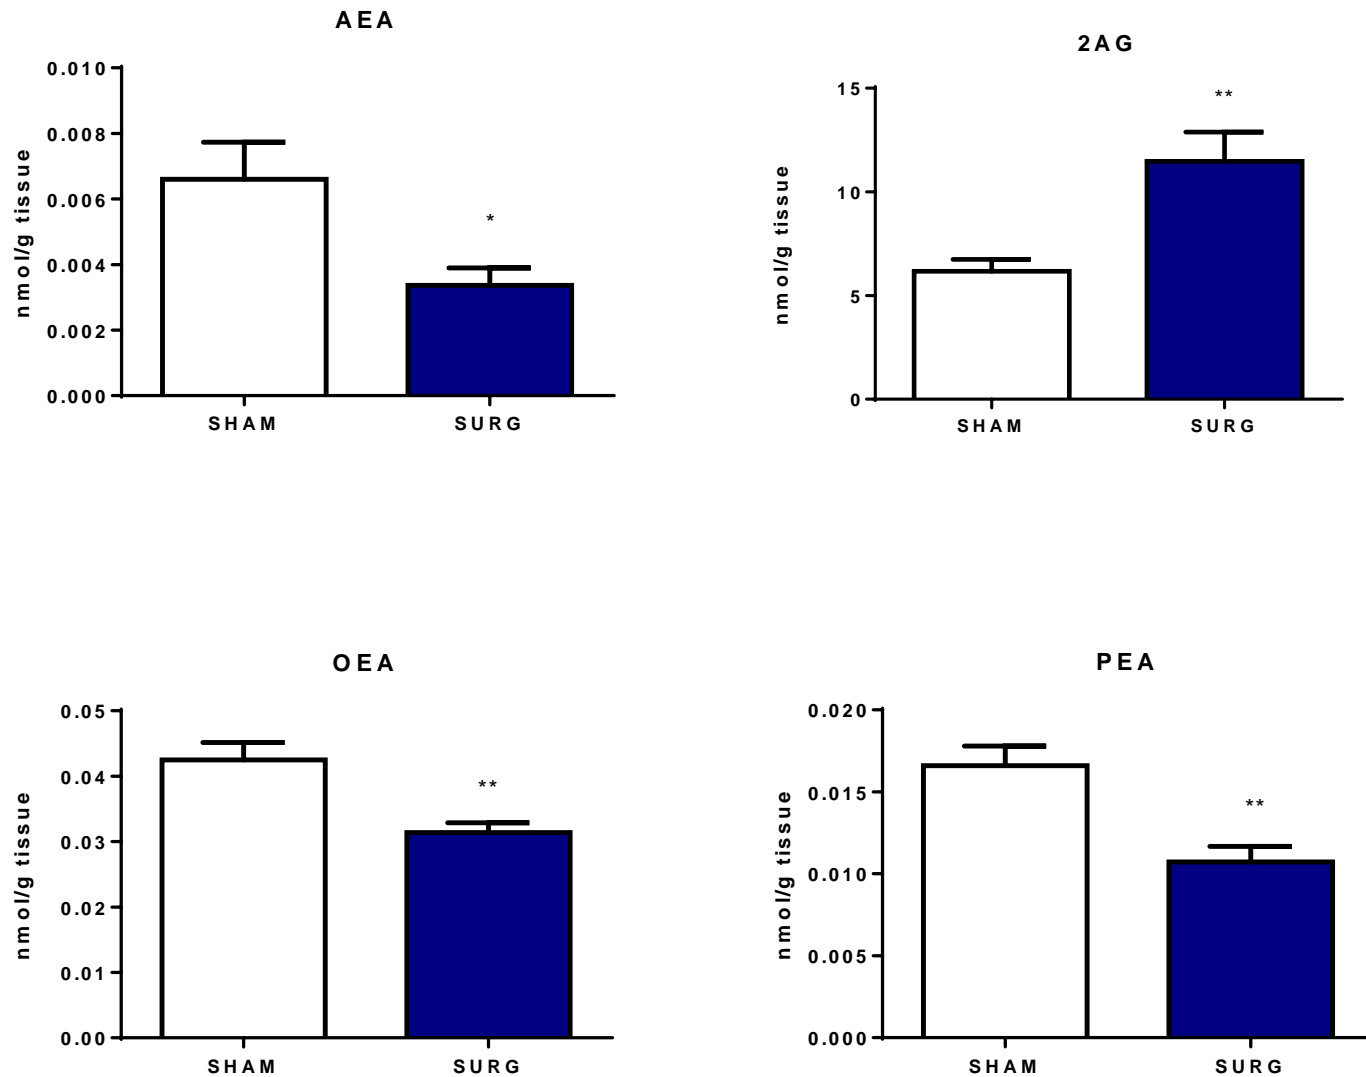 AEA
0.010
0.008
0.006
0.004
0.002
0.000
nmol/g tissue
*
SHAM SURG
2AG
15
10
5
0
nmol/g tissue
**
SHAM SURG
OEA
0.05
0.04
0.03
0.02
0.01
0.00
nmol/g tissue
**
SHAM SURG
PEA
0.020
0.015
0.010
0.005
0.000
nmol/g tissue
**
SHAM SURG